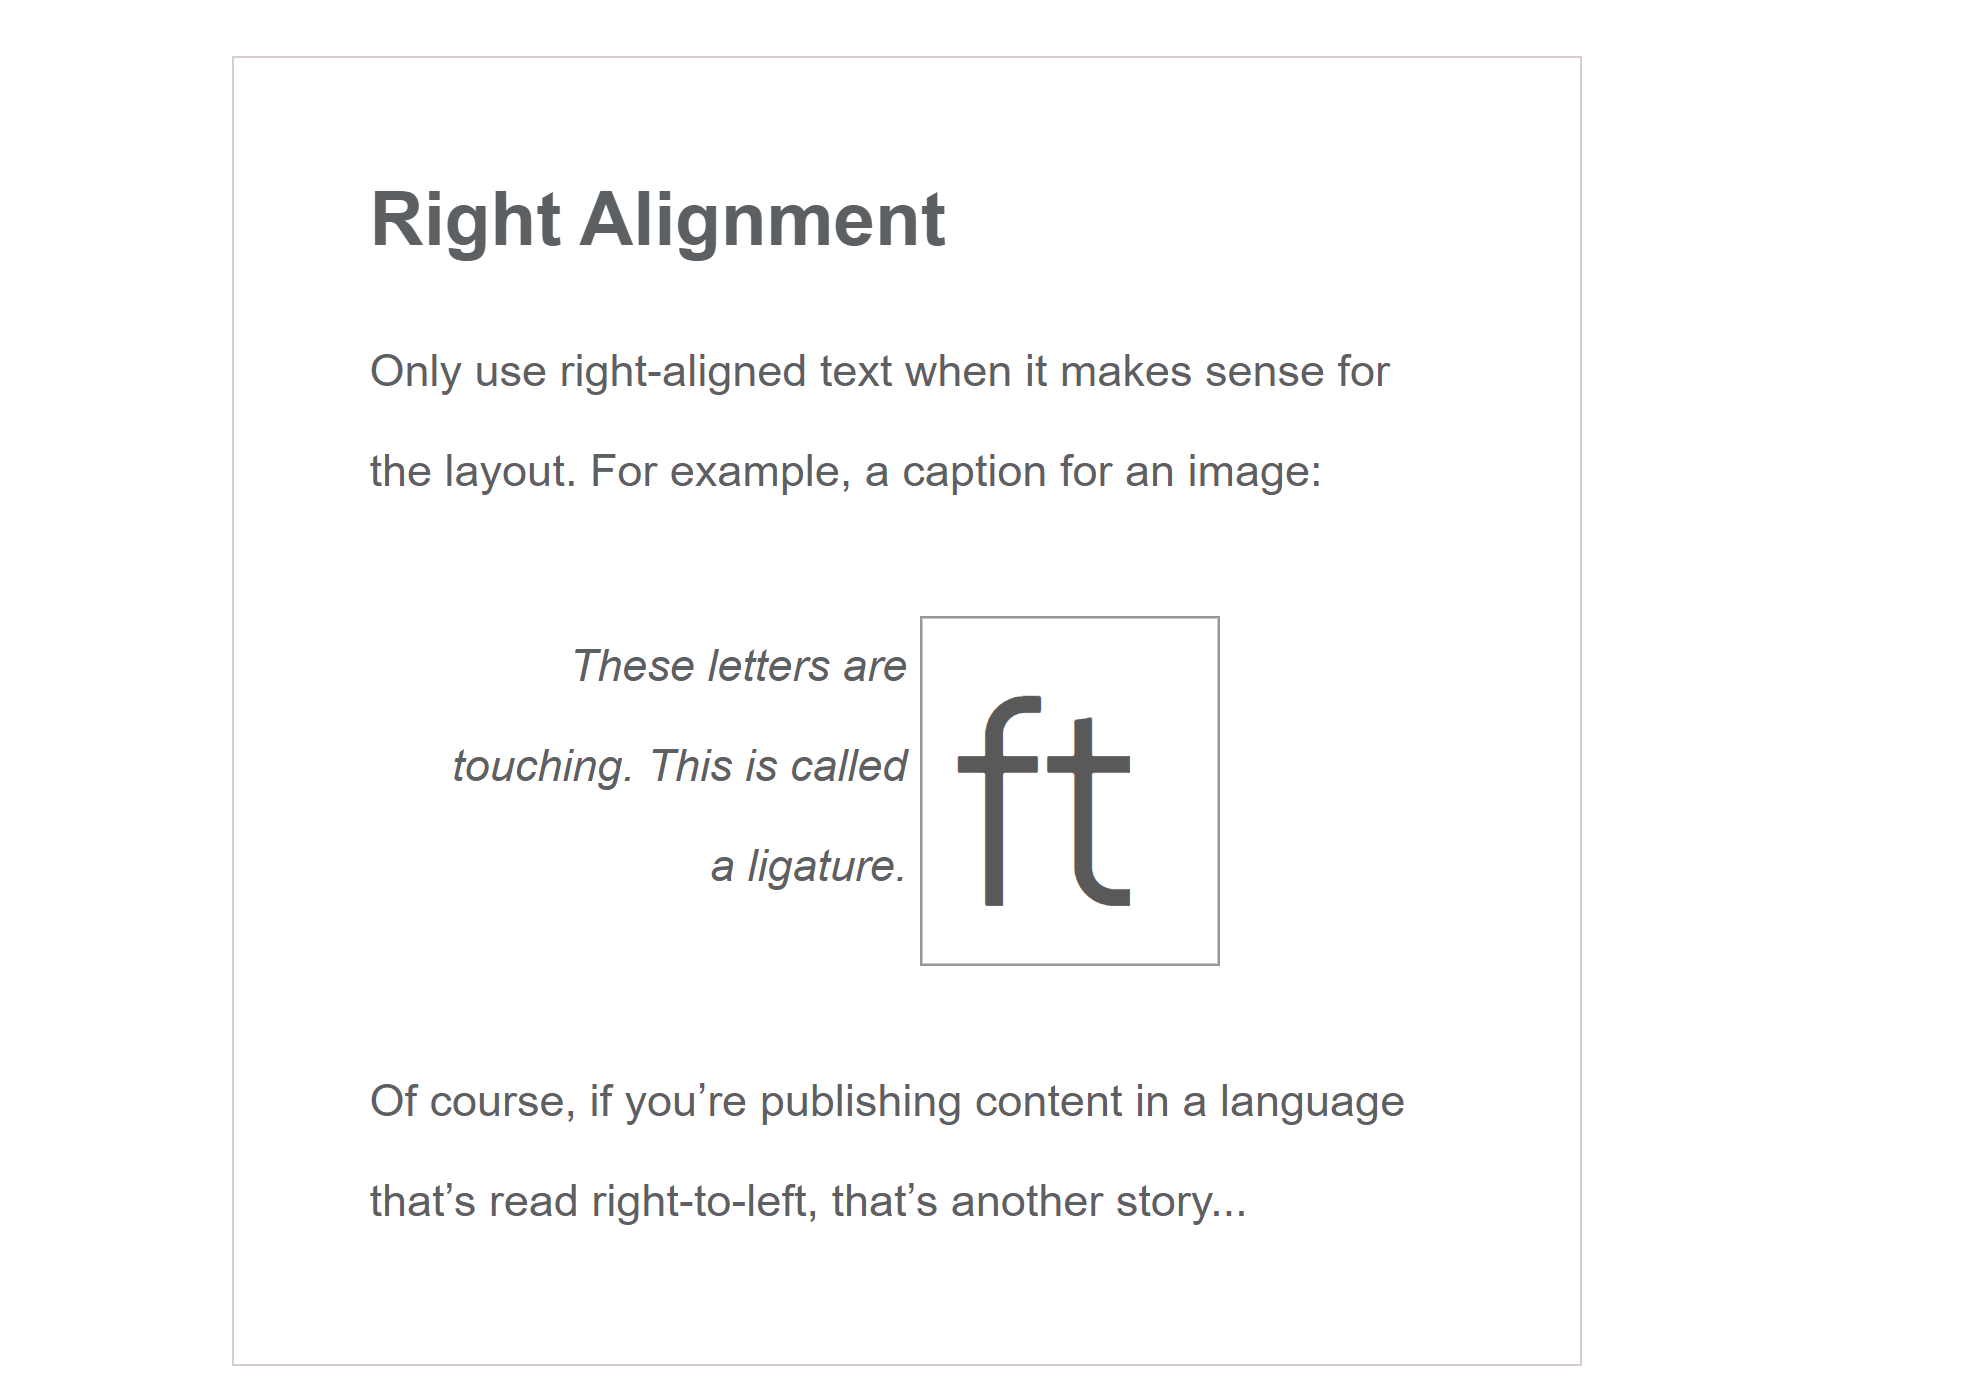 Right Alignment
Only use right-aligned text when it makes sense for
the layout. For example, a caption for an image:
These letters are
touching. This is called
a ligature.
ft
Of course, if you’re publishing content in a language
that’s read right-to-left, that’s another story...